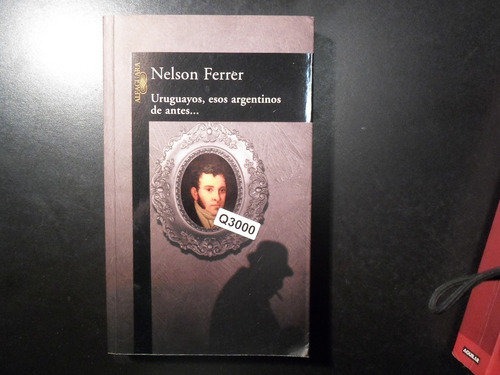 ALFAGUARA
Nelson Ferrer
Uruguayos, esos argentinos
de antes...
Q3000
AGUILAR